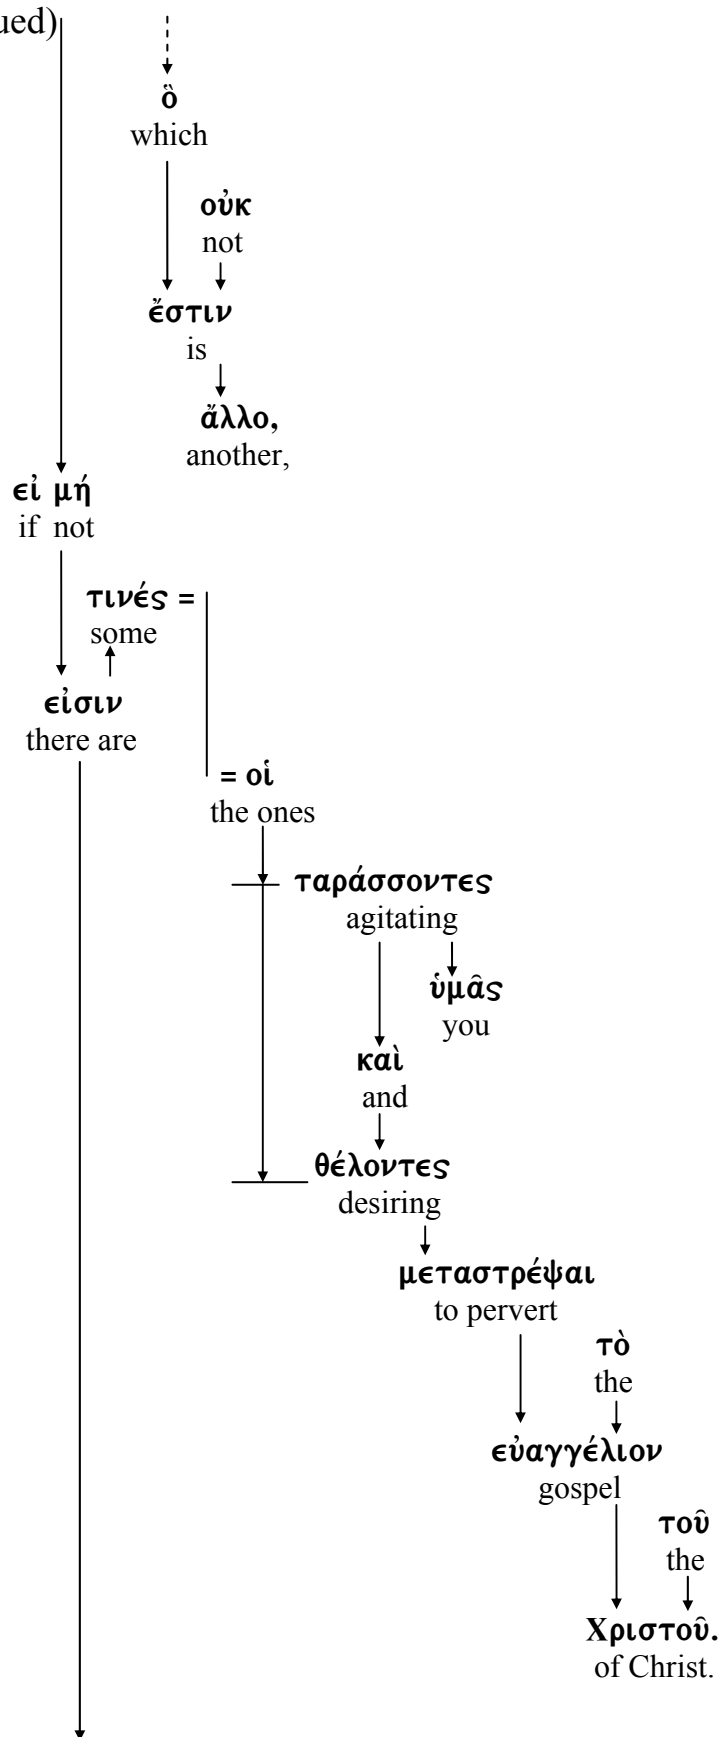 ued)
ὃ
which
οὐκ
not
ἔστιν
is
ἄλλο,
another,
εἰ μή
if not
τινές =
some
εἰσιν
there are
= οἱ
the ones
ταράσσοντες
agitating
ὑμᾶς
you
καὶ
and
θέλοντες
desiring
μεταστρέψαι
to pervert
τὸ
the
εὐαγγέλιον
gospel
τοῦ
the
Χριστοῦ.
of Christ.